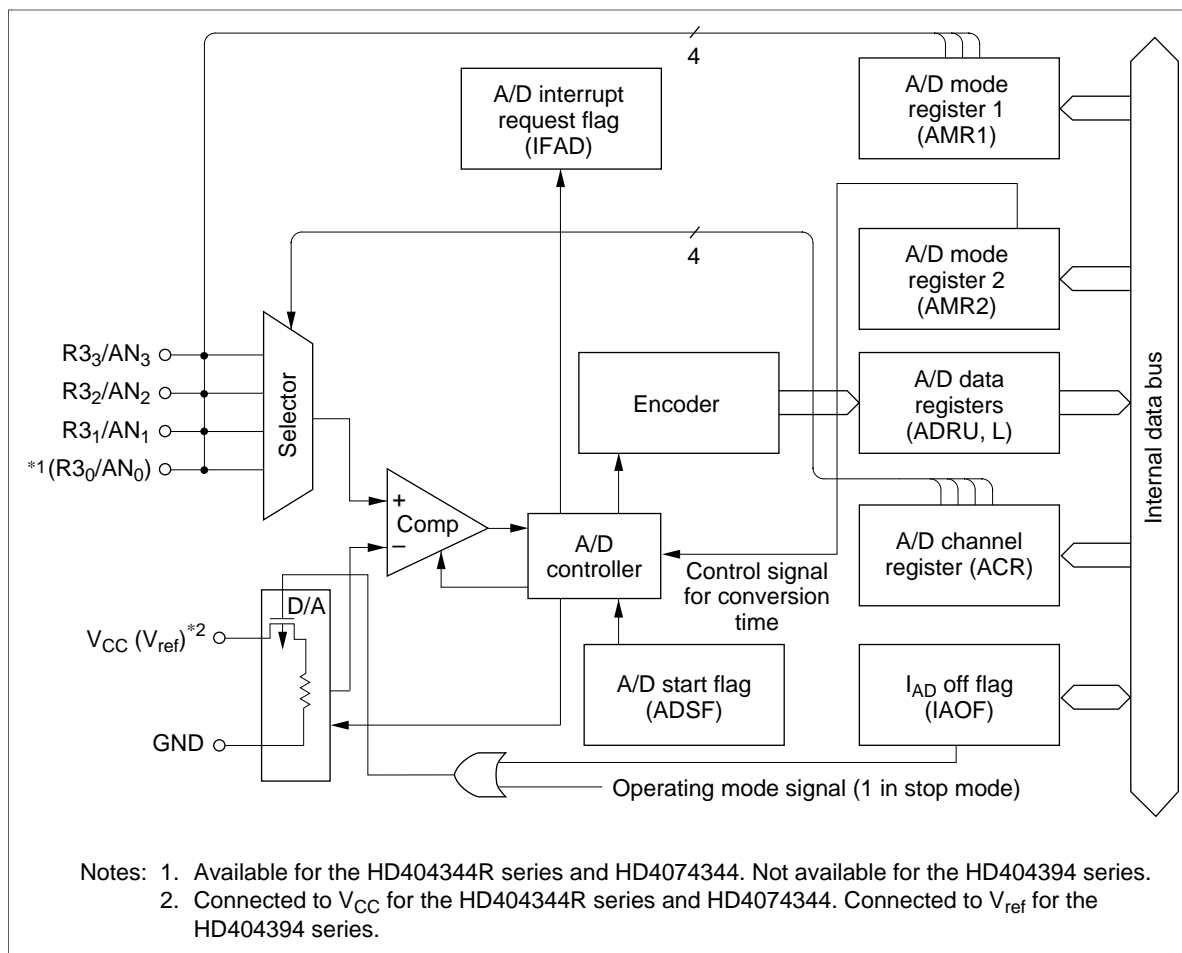 4
A/D interrupt
request flag
(IFAD)
A/D mode
register 1
(AMR1)
4
A/D mode
register 2
(AMR2)
R3₃/AN₃
R3₂/AN₂
R3₁/AN₁
*1(R3₀/AN₀)
Selector
Encoder
A/D data
registers
(ADRU, L)
Internal data bus
+
Comp
−
A/D
controller
Control signal
for conversion
time
A/D channel
register (ACR)
D/A
V_CC (V_ref)*2
GND
A/D start flag
(ADSF)
I_AD off flag
(IAOF)
Operating mode signal (1 in stop mode)
Notes: 1. Available for the HD404344R series and HD4074344. Not available for the HD404394 series.
2. Connected to V_CC for the HD404344R series and HD4074344. Connected to V_ref for the
HD404394 series.